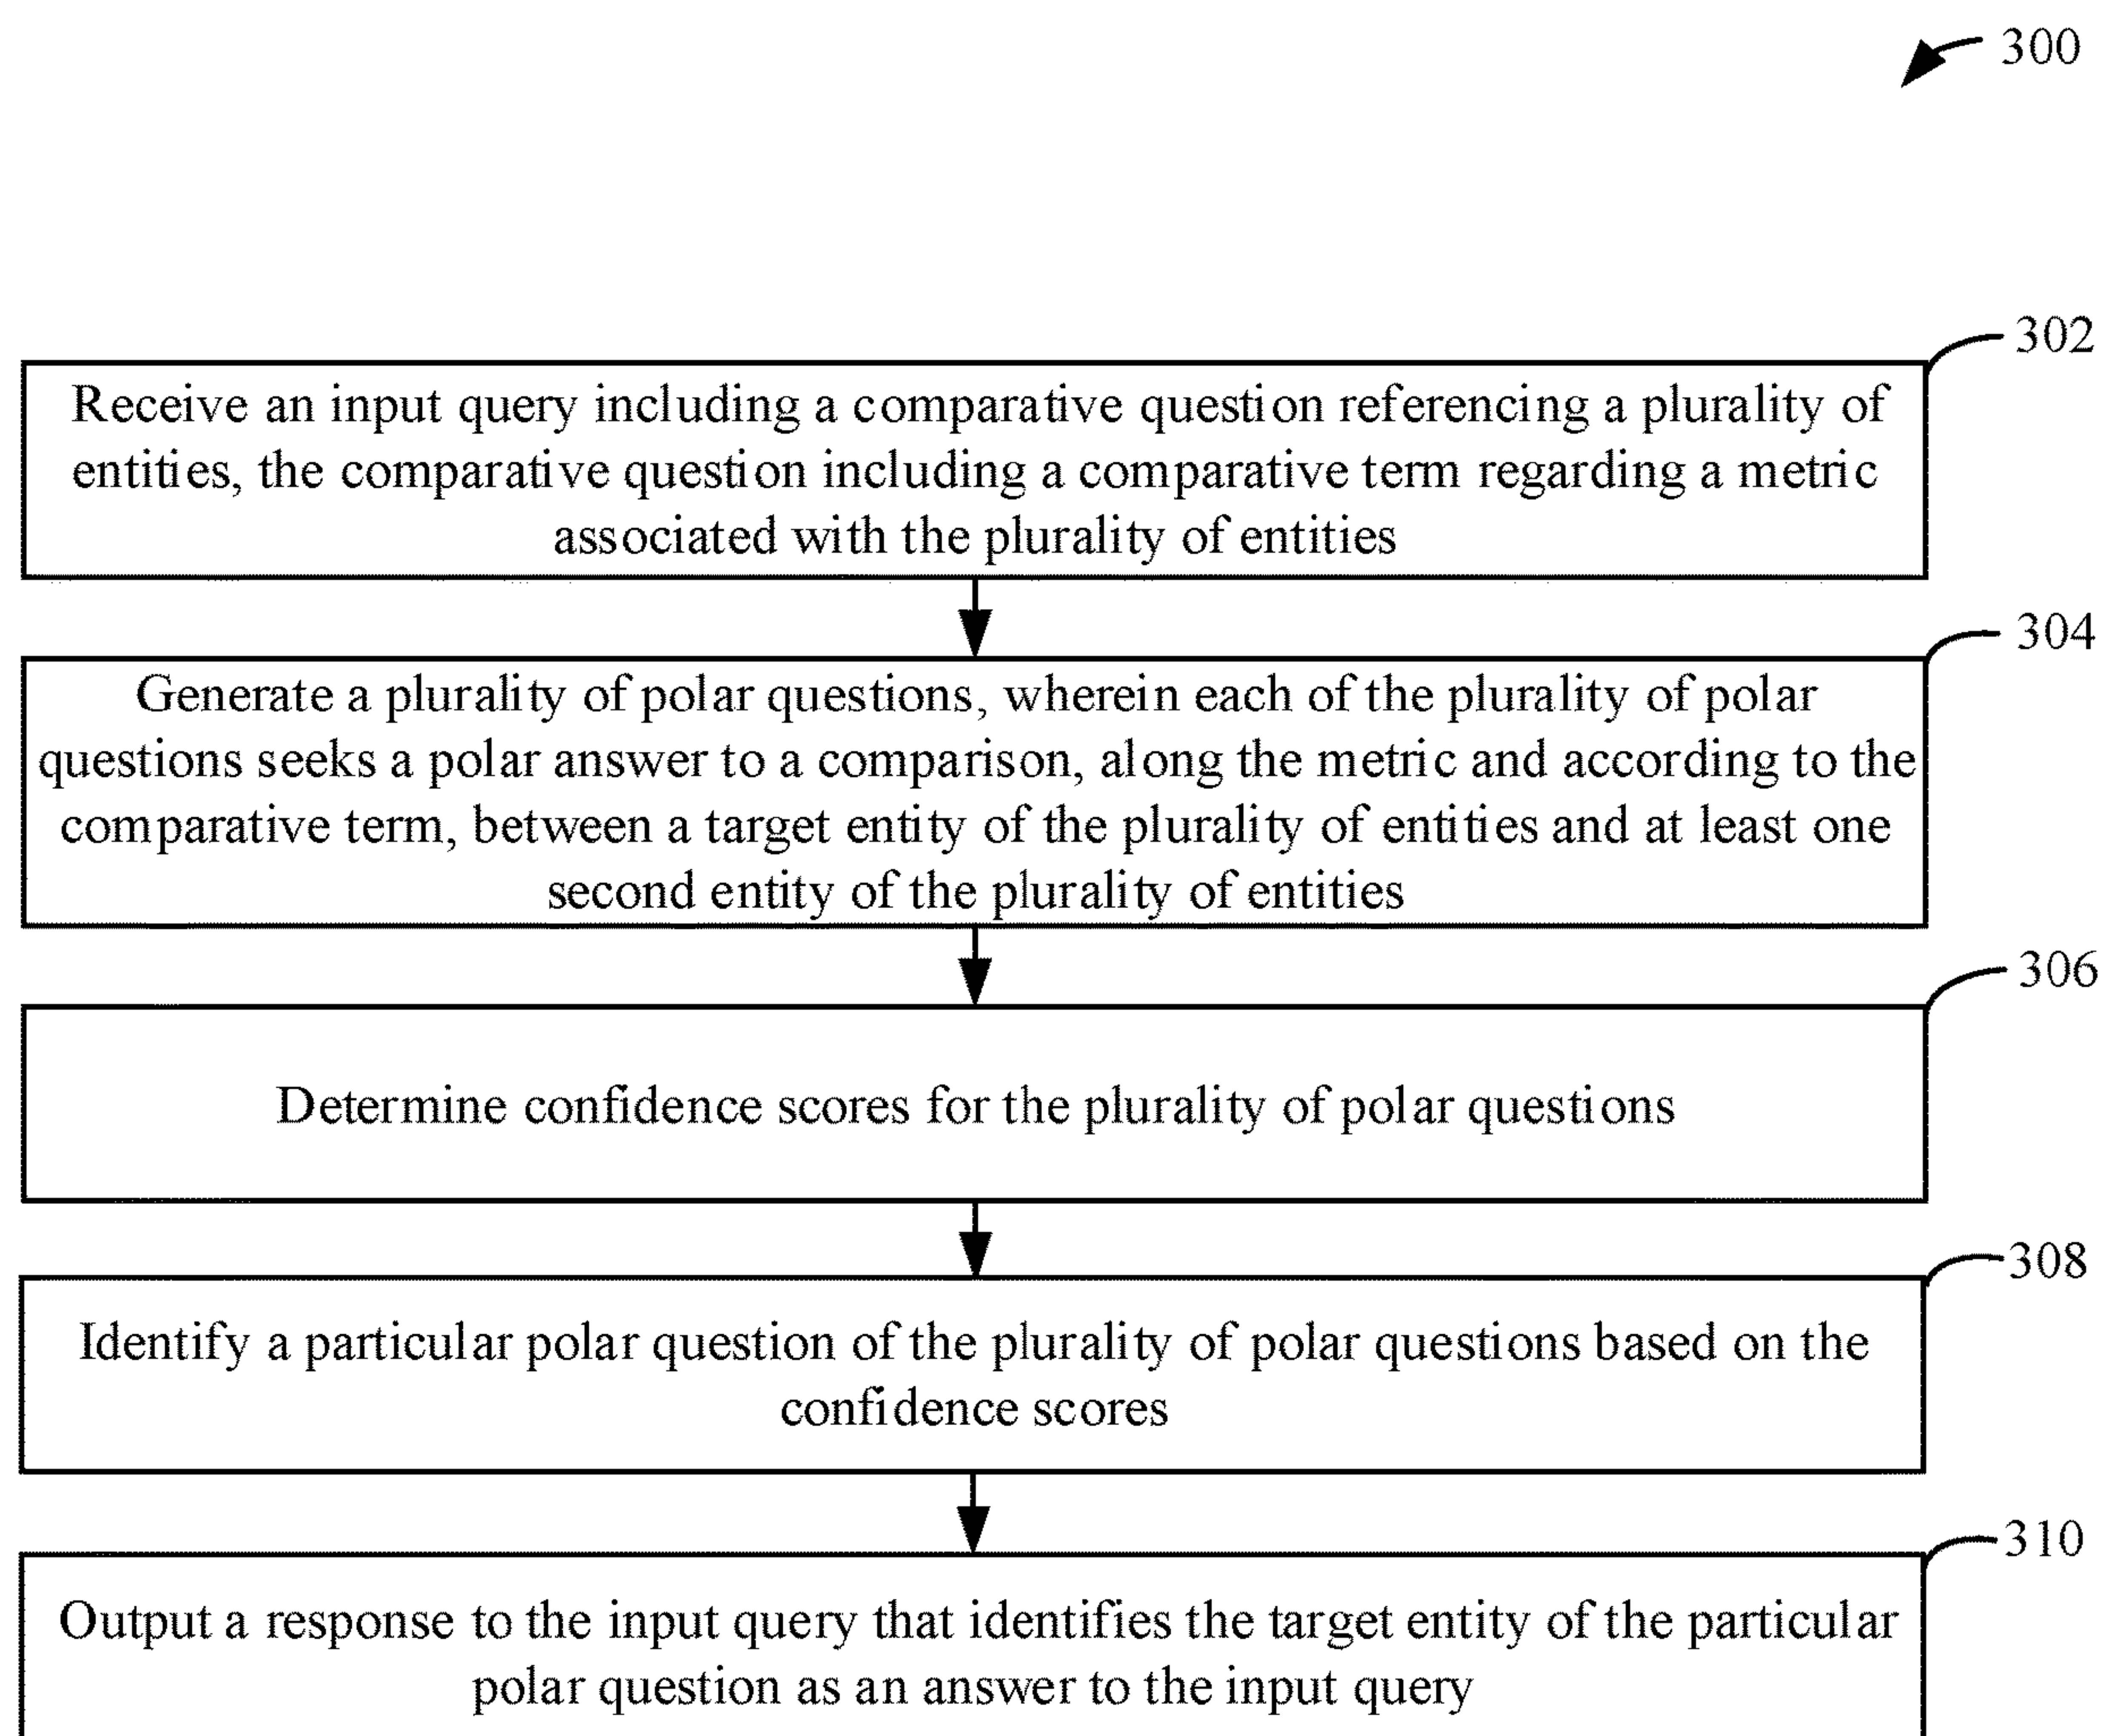 300
302
Receive an input query including a comparative question referencing a plurality of
entities, the comparative question including a comparative term regarding a metric
associated with the plurality of entities
304
Generate a plurality of polar questions, wherein each of the plurality of polar
questions seeks a polar answer to a comparison, along the metric and according to the
comparative term, between a target entity of the plurality of entities and at least one
second entity of the plurality of entities
306
Determine confidence scores for the plurality of polar questions
308
Identify a particular polar question of the plurality of polar questions based on the
confidence scores
310
Output a response to the input query that identifies the target entity of the particular
polar question as an answer to the input query